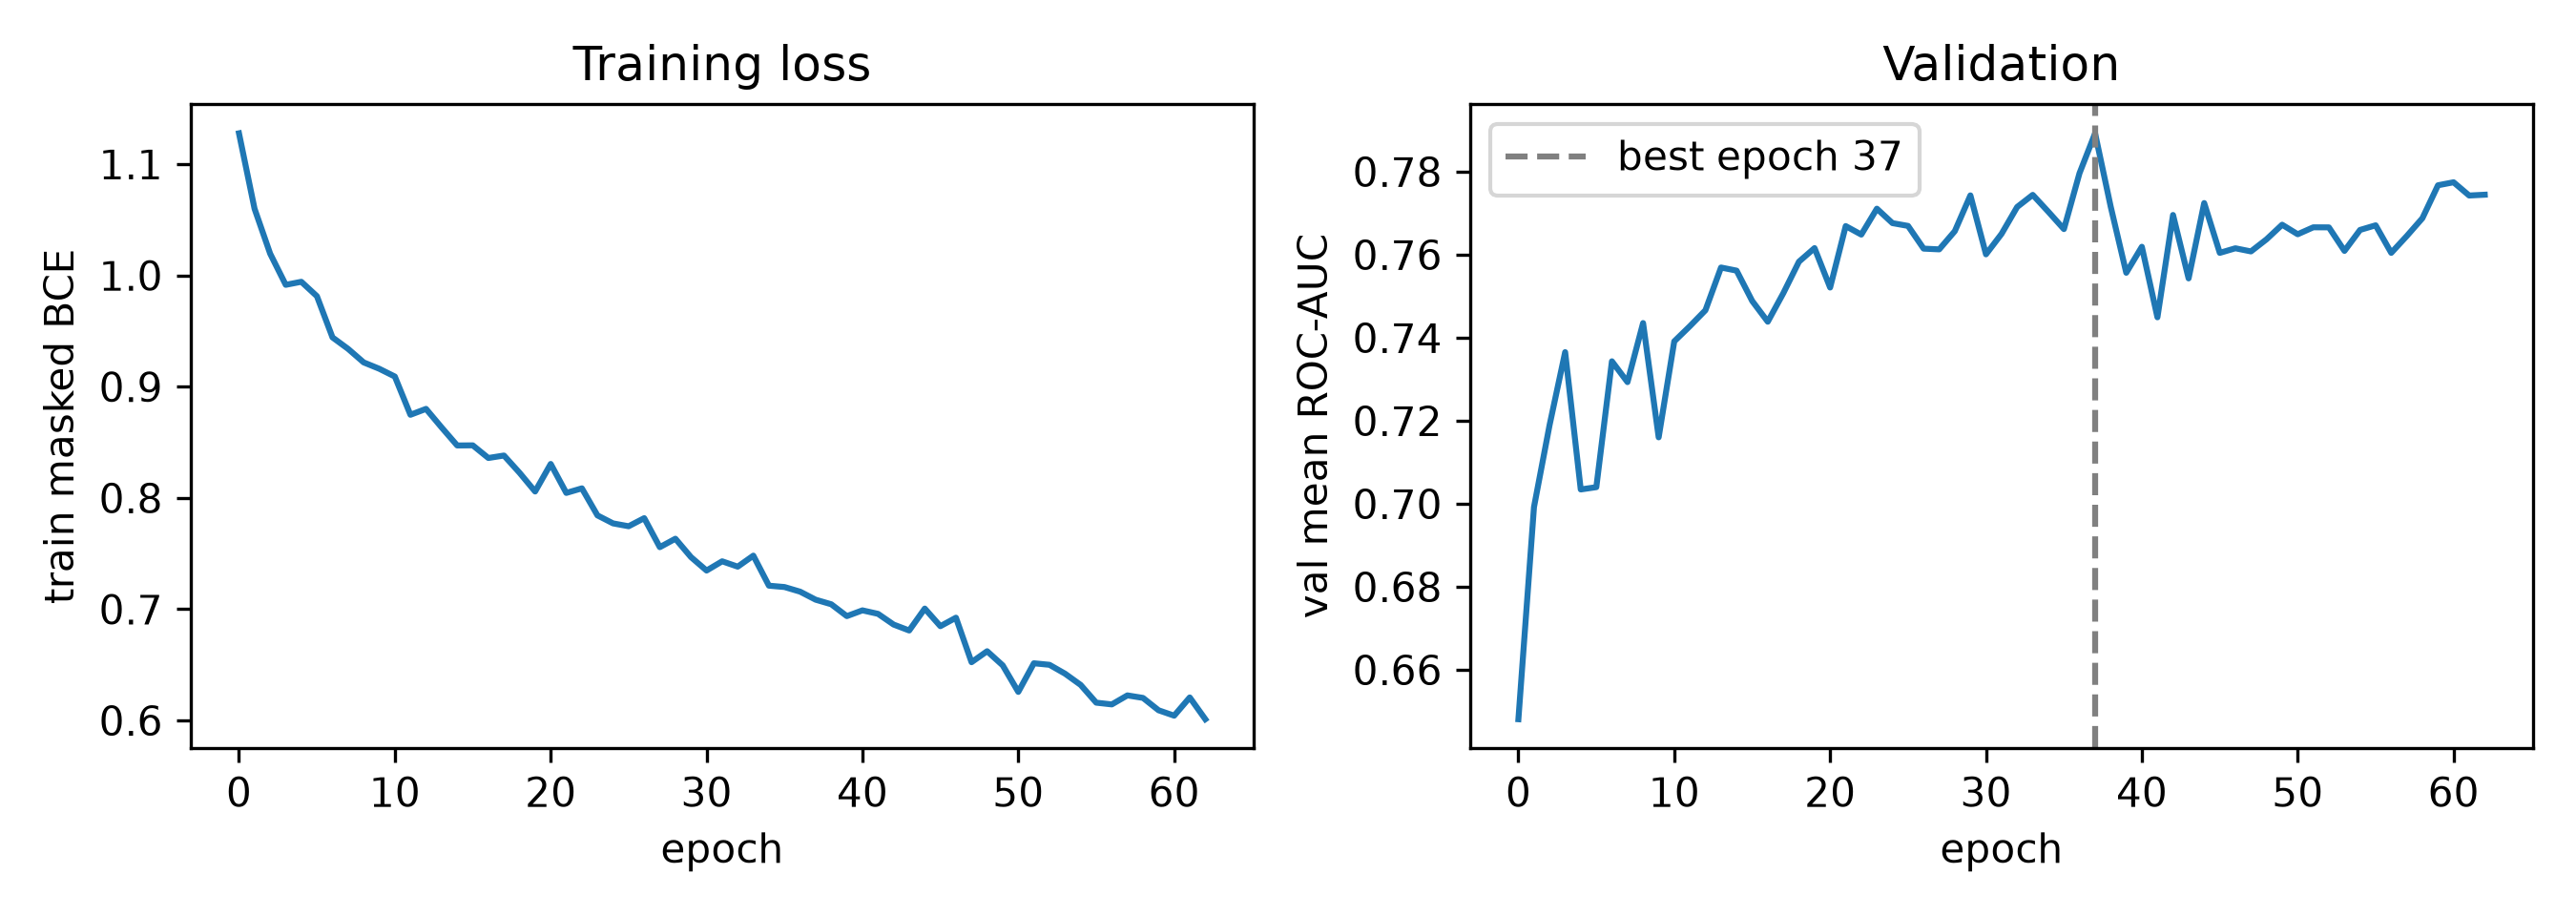 Training loss
train masked BCE
1.1
1.0
0.9
0.8
0.7
0.6
0 10 20 30 40 50 60
epoch
Validation
best epoch 37
val mean ROC-AUC
0.78
0.76
0.74
0.72
0.70
0.68
0.66
0 10 20 30 40 50 60
epoch